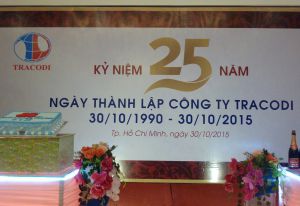 TRACODI
KỶ NIỆM 25 NĂM
NGÀY THÀNH LẬP CÔNG TY TRACODI
30/10/1990 - 30/10/2015
Tp. Hồ Chí Minh, ngày 30/10/2015